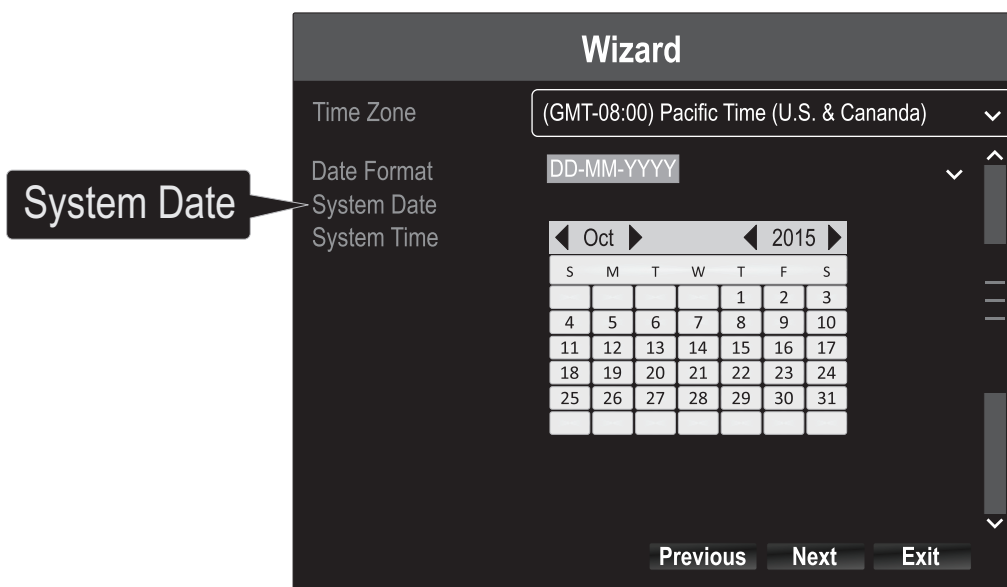 Wizard
Time Zone (GMT-08:00) Pacific Time (U.S. & Cananda)
Date Format DD-MM-YYYY
System Date
System Date
System Time
Oct 2015
S M T W T F S
1 2 3
4 5 6 7 8 9 10
11 12 13 14 15 16 17
18 19 20 21 22 23 24
25 26 27 28 29 30 31
Previous Next Exit